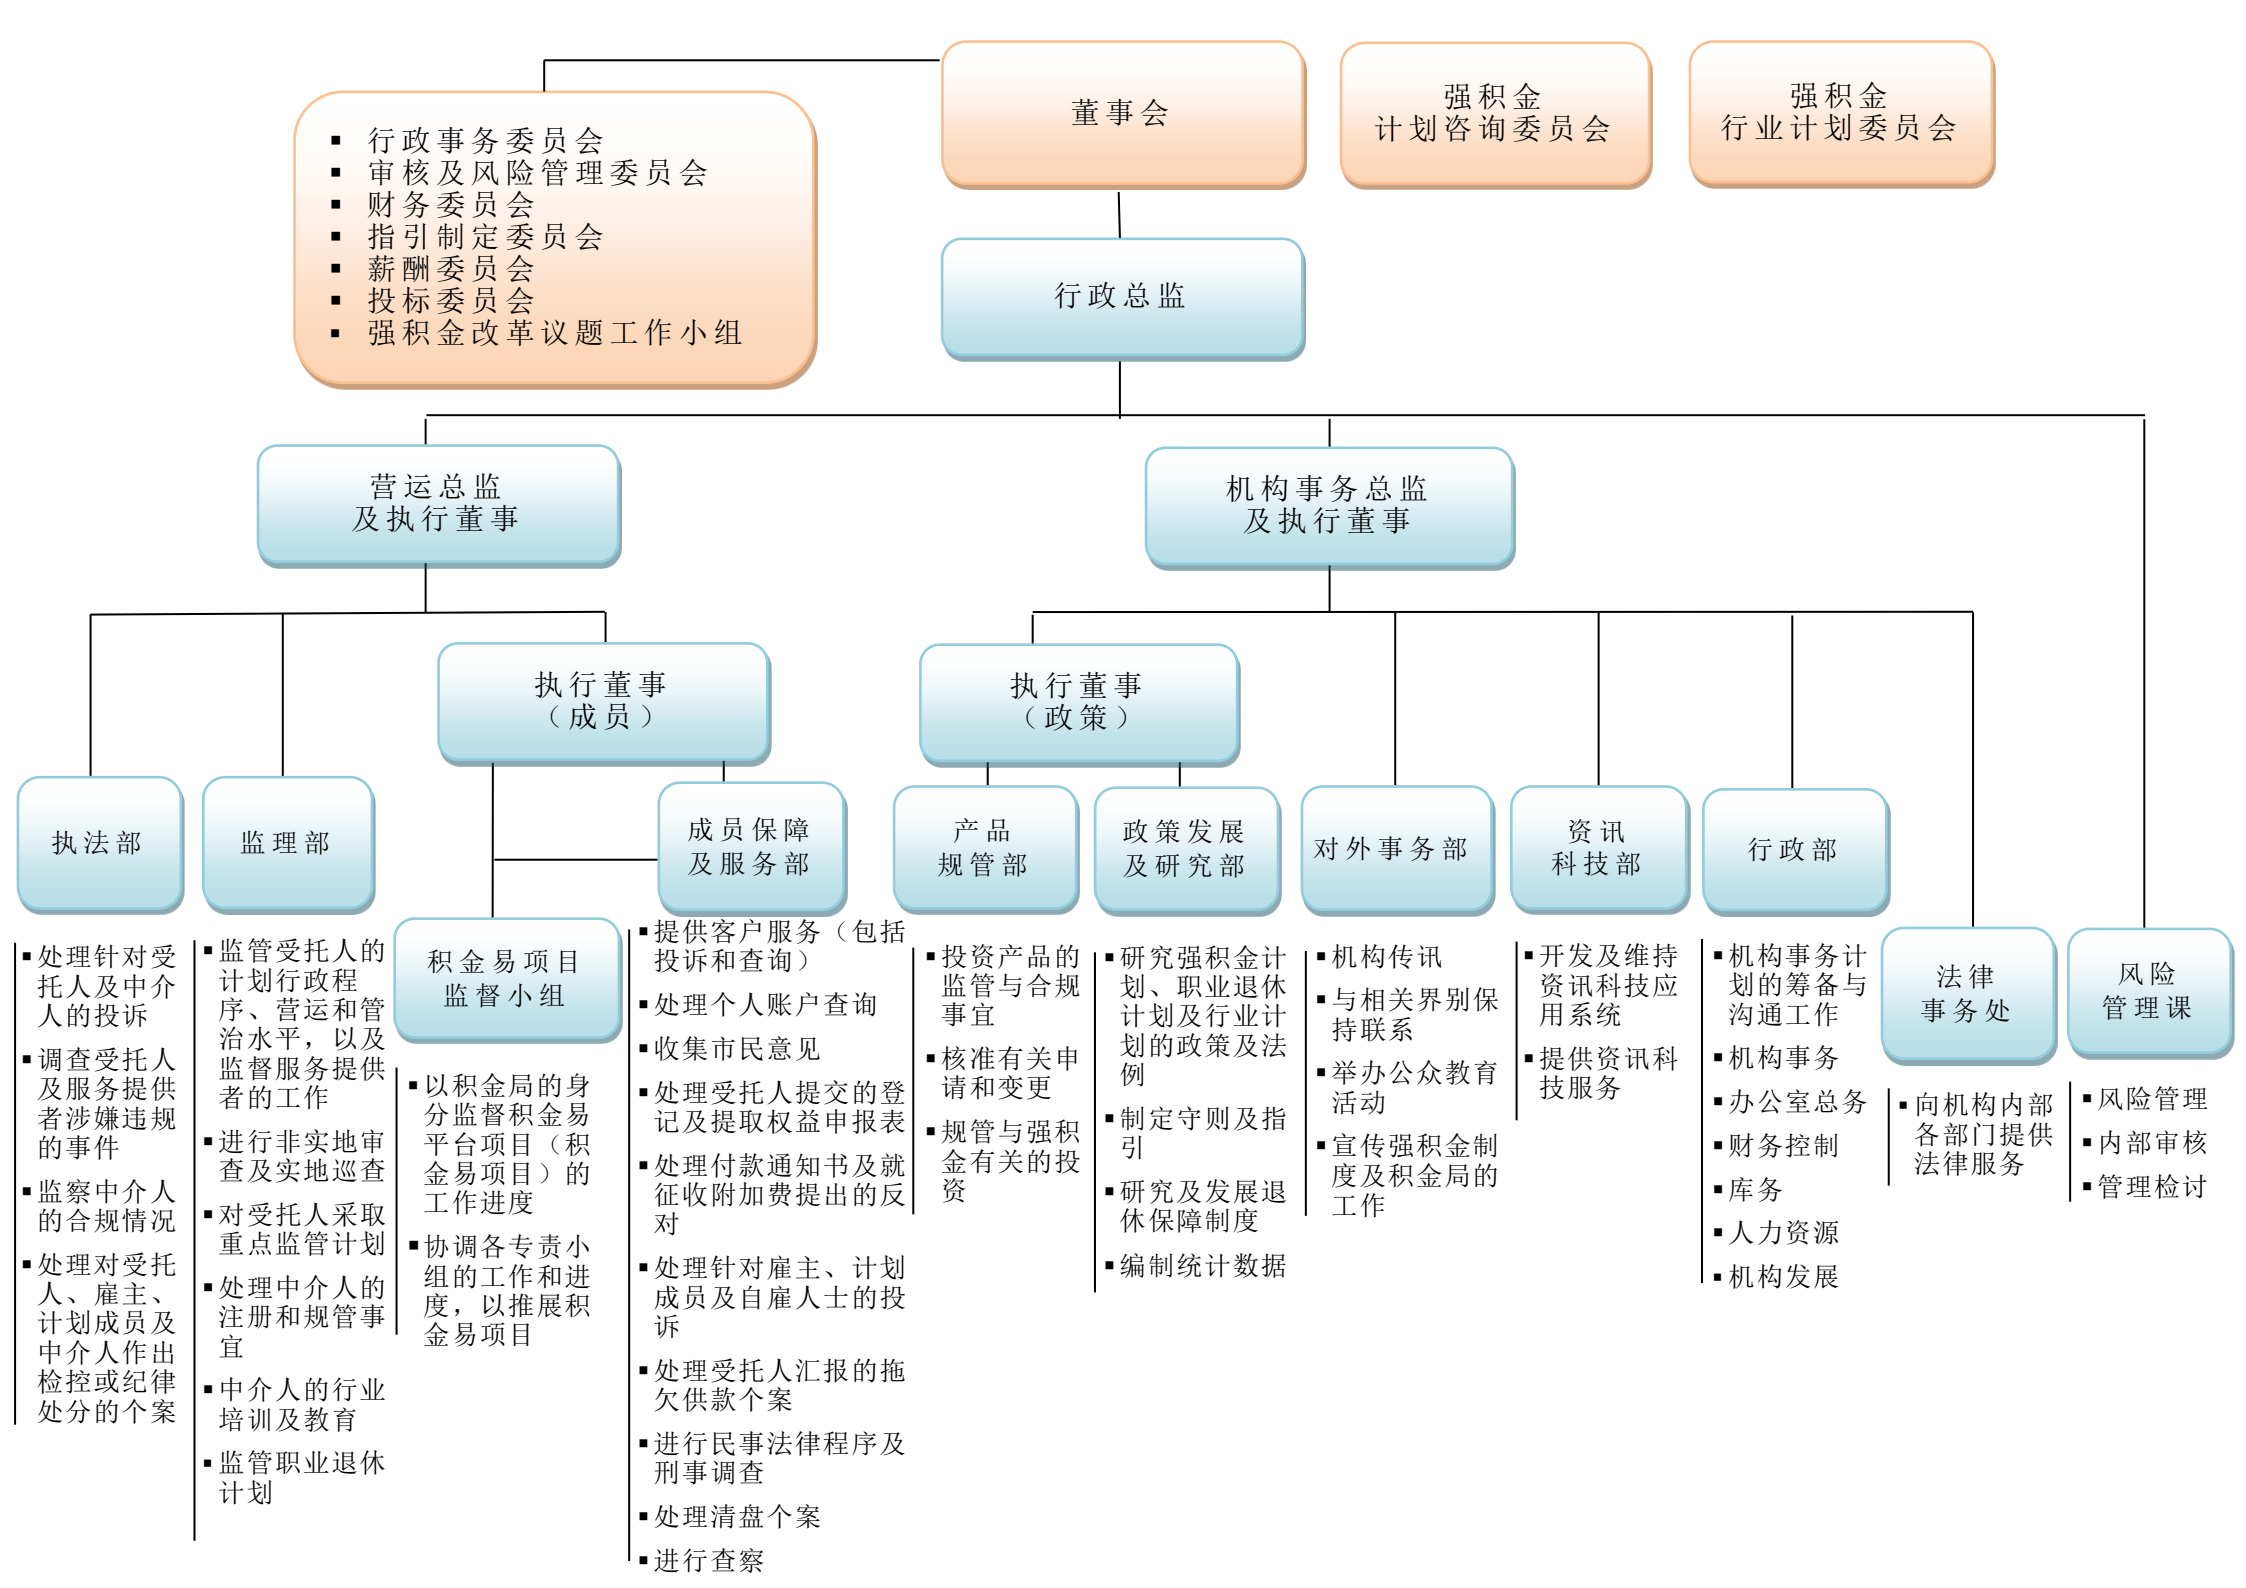 董事会
强积金
计划咨询委员会
强积金
行业计划委员会
▪ 行政事务委员会
▪ 审核及风险管理委员会
▪ 财务委员会
▪ 指引制定委员会
▪ 薪酬委员会
▪ 投标委员会
▪ 强积金改革议题工作小组
行政总监
营运总监
及执行董事
机构事务总监
及执行董事
执行董事
（成员）
执行董事
（政策）
执法部
监理部
成员保障
及服务部
产品
规管部
政策发展
及研究部
对外事务部
资讯
科技部
行政部
积金易项目
监督小组
法律
事务处
风险
管理课
▪处理针对受
托人及中介
人的投诉
▪调查受托人
及服务提供
者涉嫌违规
的事件
▪监察中介人
的合规情况
▪处理对受托
人、雇主、
计划成员及
中介人作出
检控或纪律
处分的个案
▪监管受托人的
计划行政程
序、营运和管
治水平，以及
监督服务提供
者的工作
▪进行非实地审
查及实地巡查
▪对受托人采取
重点监管计划
▪处理中介人的
注册和规管事
宜
▪中介人的行业
培训及教育
▪监管职业退休
计划
▪以积金局的身
分监督积金易
平台项目（积
金易项目）的
工作进度
▪协调各专责小
组的工作和进
度，以推展积
金易项目
▪提供客户服务（包括
投诉和查询）
▪处理个人账户查询
▪收集市民意见
▪处理受托人提交的登
记及提取权益申报表
▪处理付款通知书及就
征收附加费提出的反
对
▪处理针对雇主、计划
成员及自雇人士的投
诉
▪处理受托人汇报的拖
欠供款个案
▪进行民事法律程序及
刑事调查
▪处理清盘个案
▪进行查察
▪投资产品的
监管与合规
事宜
▪核准有关申
请和变更
▪规管与强积
金有关的投
资
▪研究强积金计
划、职业退休
计划及行业计
划的政策及法
例
▪制定守则及指
引
▪研究及发展退
休保障制度
▪编制统计数据
▪机构传讯
▪与相关界别保
持联系
▪举办公众教育
活动
▪宣传强积金制
度及积金局的
工作
▪开发及维持
资讯科技应
用系统
▪提供资讯科
技服务
▪机构事务计
划的筹备与
沟通工作
▪机构事务
▪办公室总务
▪财务控制
▪库务
▪人力资源
▪机构发展
▪向机构内部
各部门提供
法律服务
▪风险管理
▪内部审核
▪管理检讨